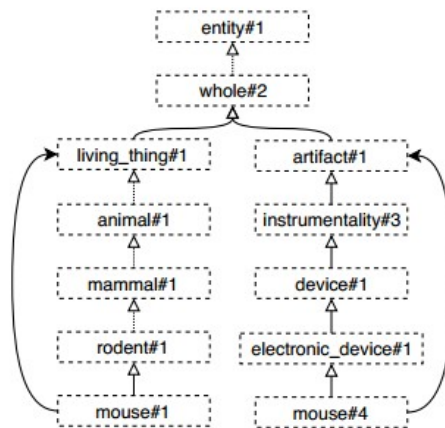 entity#1
whole#2
living_thing#1
artifact#1
animal#1
instrumentality#3
mammal#1
device#1
rodent#1
electronic_device#1
mouse#1
mouse#4